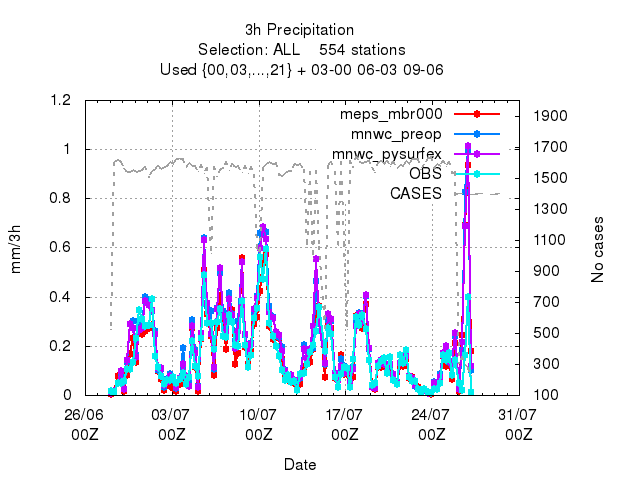 3h Precipitation
Selection: ALL    554 stations
Used {00,03,...,21} + 03-00 06-03 09-06
meps_mbr000
mnwc_preop
mnwc_pysurfex
OBS
CASES
1.2
1
0.8
0.6
0.4
0.2
0
mm/3h
1900
1700
1500
1300
1100
900
700
500
300
100
No cases
26/06 03/07 10/07 17/07 24/07 31/07
00Z 00Z 00Z 00Z 00Z 00Z
Date